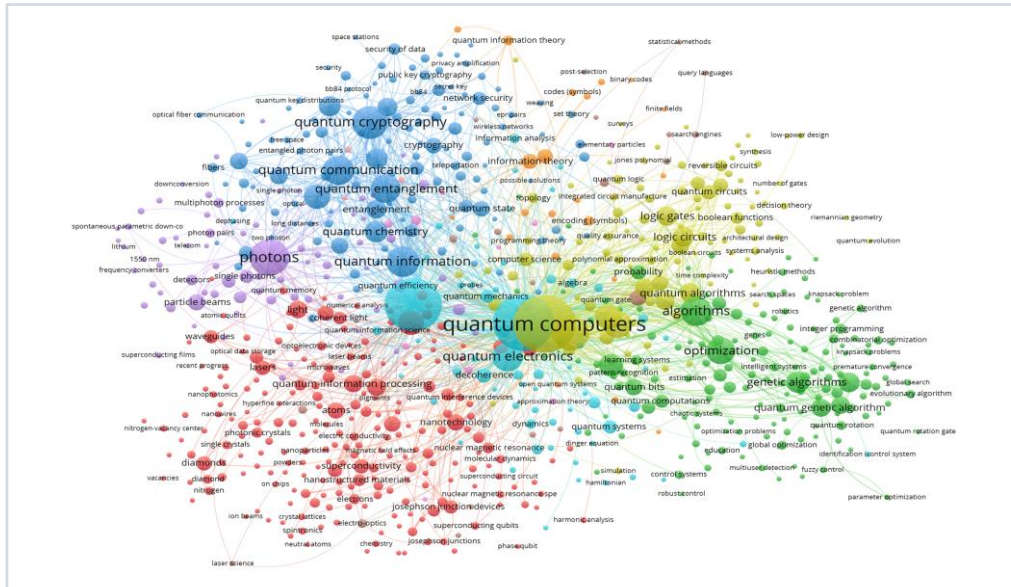 space stations
security of data
quantum information theory
statistical methods
security
privacy amplification
public key cryptography
post-selection
binary codes
query languages
bb84 protocol
secret key
bb84
network security
codes (symbols)
quantum key distributions
weaving
set theory
finite fields
optical fiber communication
quantum cryptography
epr pairs
wireless networks
surveys
free space
information analysis
search engines
low-power design
entangled photon pairs
cryptography
elementary particles
synthesis
fibers
teleportation
information theory
jones polynomial
reversible circuits
quantum communication
possible solutions
quantum logic
number of gates
downconversion
single photon
quantum entanglement
integrated circuit manufacture
quantum circuits
decision theory
multiphoton processes
optical
topology
riemannian geometry
dephasing
long distances
entanglement
quantum state
encoding (symbols)
logic gates
boolean functions
spontaneous parametric down-co
photon pairs
quantum chemistry
programming theory
quality assurance
logic circuits
architectural design
quantum evolution
lithium
telecom
two photon
computer science
polynomial approximation
boolean circuits
systems analysis
1550 nm
photons
quantum information
probability
time complexity
heuristic methods
frequency converters
detectors
single photons
probes
algebra
quantum memory
quantum efficiency
quantum mechanics
quantum gate
quantum algorithms
search spaces
knapsack problem
particle beams
numerical analysis
robotics
genetic algorithm
atomic qubits
light
coherent light
quantum computers
algorithms
genes
integer programming
waveguides
quantum information science
combinatorial optimization
superconducting films
optical data storage
optoelectronic devices
quantum electronics
learning systems
optimization
intelligent systems
knapsack problems
recent progress
laser beams
microwaves
pattern recognition
estimation
premature convergence
lasers
decoherence
genetic algorithms
global search
nanophotonics
quantum information processing
open quantum systems
quantum bits
evolutionary algorithm
nanowires
hyperfine interactions
pigments
quantum interference devices
approximation theory
quantum computations
chaotic systems
quantum genetic algorithm
nitrogen-vacancy center
atoms
molecules
nanotechnology
dynamics
quantum systems
optimization problems
quantum rotation
quantum rotation gate
photonic crystals
electric conductivity
single crystals
nuclear magnetic resonance
dinger equation
education
global optimization
identification (control system
nanoparticles
magnetic field effects
molecular dynamics
multiuser detection
fuzzy control
diamonds
powders
superconductivity
simulation
control systems
vacancies
diamond
nanostructured materials
superconducting circuit
hamiltonian
robust control
parameter optimization
nitrogen
on chips
electrons
nuclear magnetic resonance spe
josephson junction devices
ion beams
crystal lattices
electro-optics
superconducting qubits
harmonic analysis
spintronics
neutral atoms
chemistry
josephson junctions
phase qubit
laser science